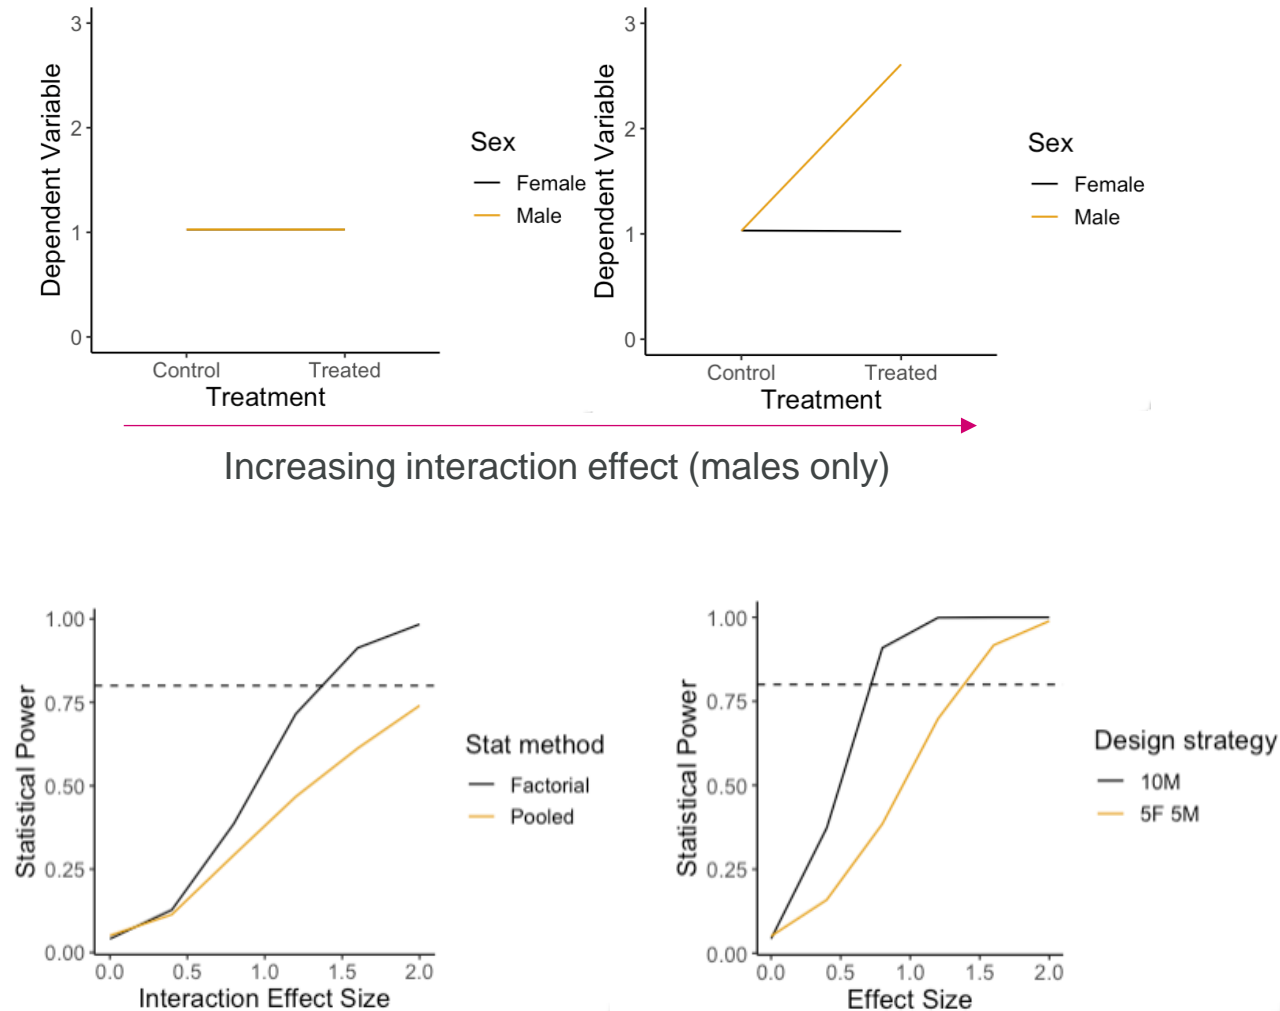 3
2
1
0
Dependent Variable
Control
Treated
Treatment
Sex
Female
Male
3
2
1
0
Dependent Variable
Control
Treated
Treatment
Sex
Female
Male
Increasing interaction effect (males only)
1.00
0.75
0.50
0.25
0.00
Statistical Power
0.0
0.5
1.0
1.5
2.0
Interaction Effect Size
Stat method
Factorial
Pooled
1.00
0.75
0.50
0.25
0.00
Statistical Power
0.0
0.5
1.0
1.5
2.0
Effect Size
Design strategy
10M
5F 5M